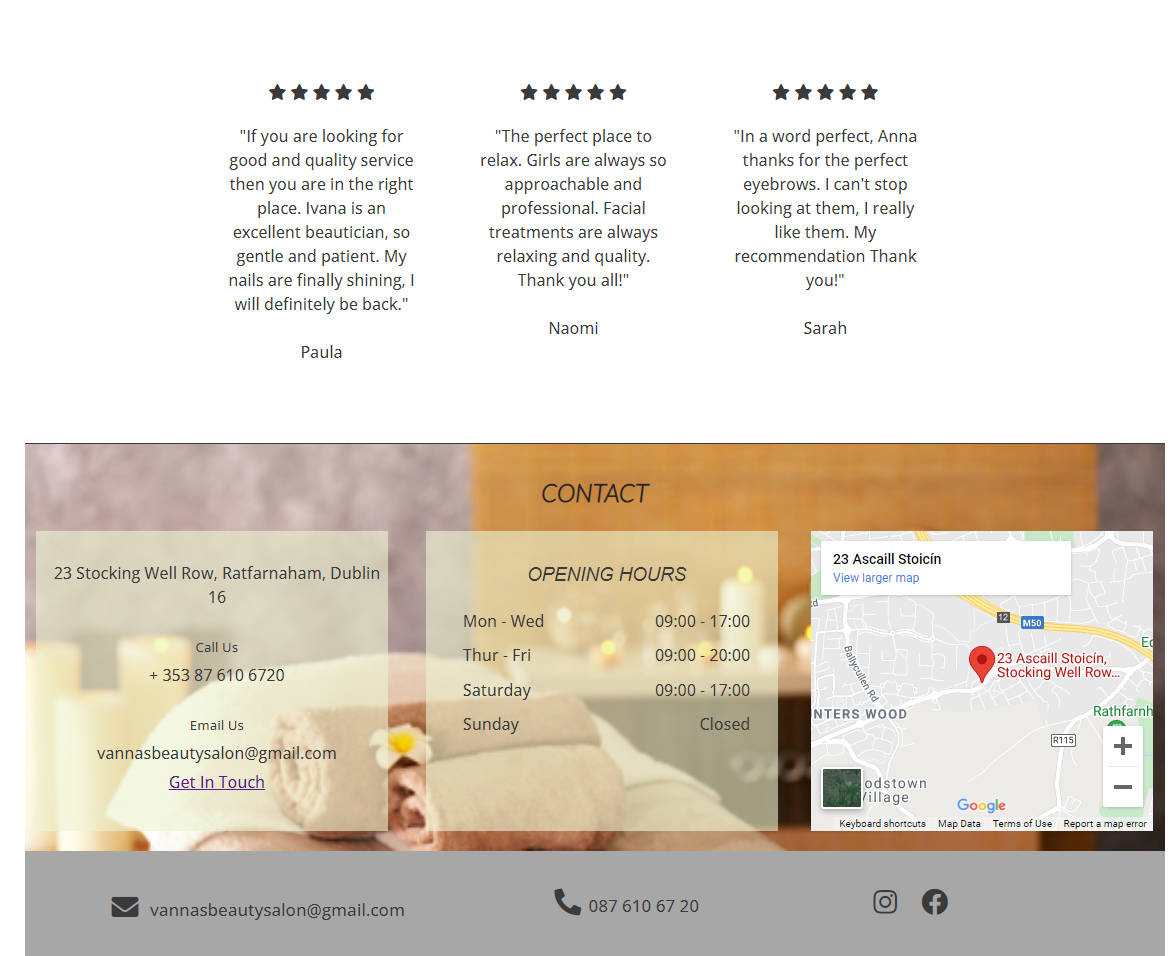 "If you are looking for
good and quality service
then you are in the right
place. Ivana is an
excellent beautician, so
gentle and patient. My
nails are finally shining, I
will definitely be back."
Paula
"The perfect place to
relax. Girls are always so
approachable and
professional. Facial
treatments are always
relaxing and quality.
Thank you all!"
Naomi
"In a word perfect, Anna
thanks for the perfect
eyebrows. I can't stop
looking at them, I really
like them. My
recommendation Thank
you!"
Sarah
CONTACT
23 Stocking Well Row, Ratfarnaham, Dublin
16
Call Us
+ 353 87 610 6720
Email Us
vannasbeautysalon@gmail.com
Get In Touch
OPENING HOURS
Mon - Wed 09:00 - 17:00
Thur - Fri 09:00 - 20:00
Saturday 09:00 - 17:00
Sunday Closed
23 Ascaill Stoicín
View larger map
12
M50
Ballycullen Rd
23 Ascaill Stoicín,
Stocking Well Row...
NTERS WOOD
Rathfarnh
R115
odstown
Village
Google
Keyboard shortcuts Map Data Terms of Use Report a map error
vannasbeautysalon@gmail.com
087 610 67 20